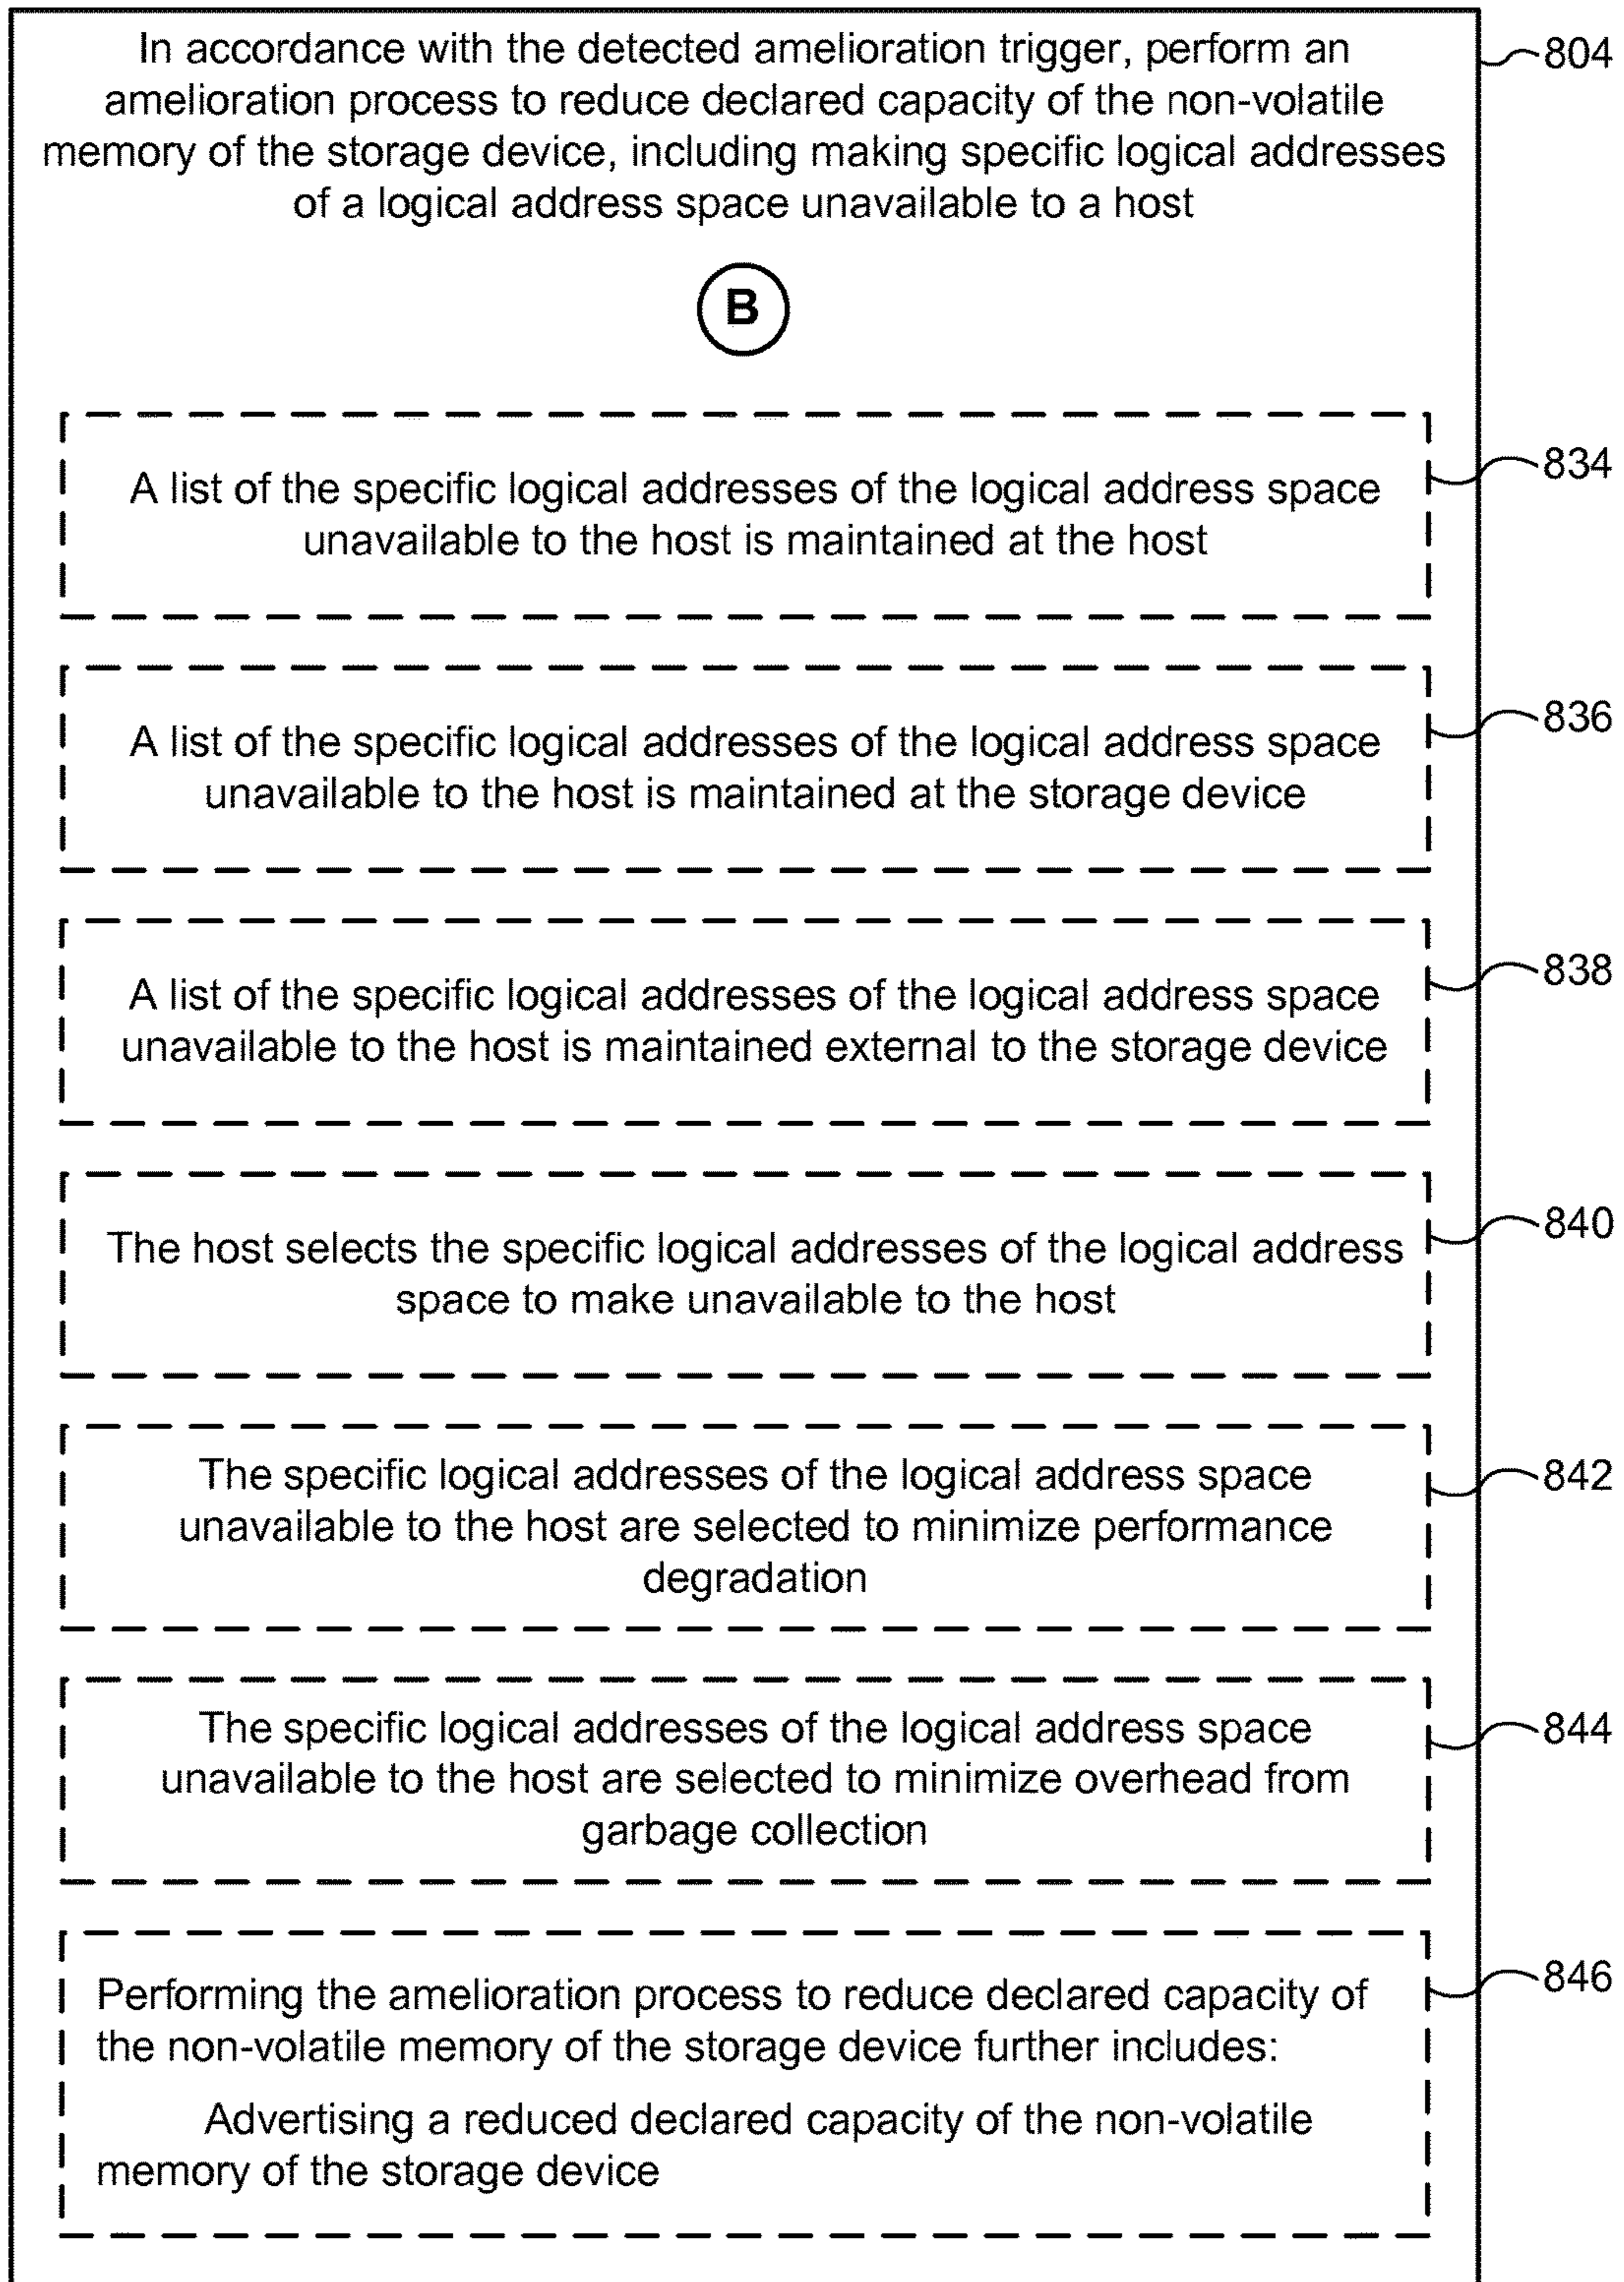 In accordance with the detected amelioration trigger, perform an
amelioration process to reduce declared capacity of the non-volatile
memory of the storage device, including making specific logical addresses
of a logical address space unavailable to a host
804
B
A list of the specific logical addresses of the logical address space
unavailable to the host is maintained at the host
834
A list of the specific logical addresses of the logical address space
unavailable to the host is maintained at the storage device
836
A list of the specific logical addresses of the logical address space
unavailable to the host is maintained external to the storage device
838
The host selects the specific logical addresses of the logical address
space to make unavailable to the host
840
The specific logical addresses of the logical address space
unavailable to the host are selected to minimize performance
degradation
842
The specific logical addresses of the logical address space
unavailable to the host are selected to minimize overhead from
garbage collection
844
Performing the amelioration process to reduce declared capacity of
the non-volatile memory of the storage device further includes:
Advertising a reduced declared capacity of the non-volatile
memory of the storage device
846